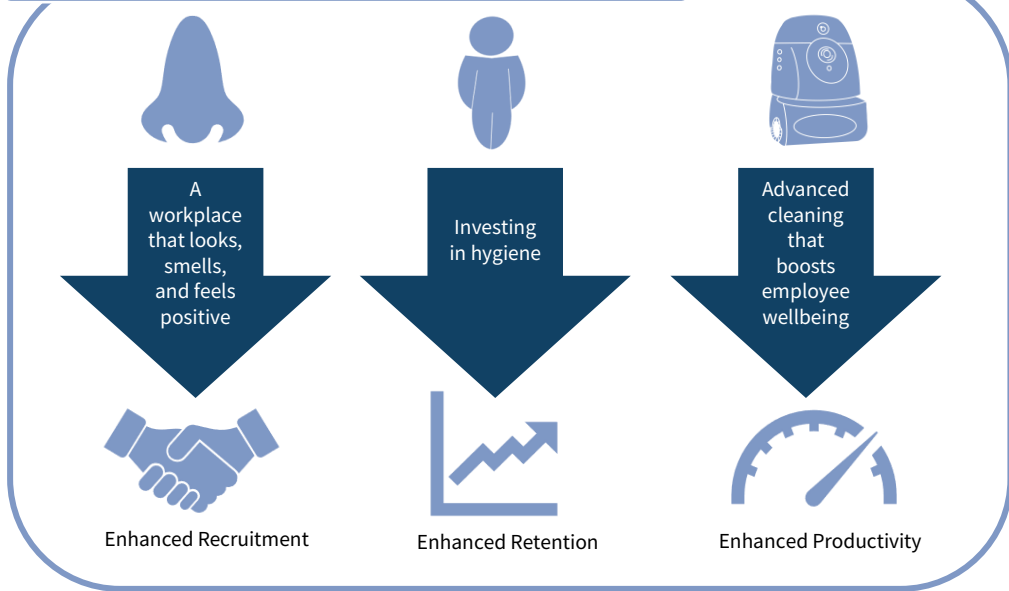 A
workplace
that looks,
smells,
and feels
positive
Investing
in hygiene
Advanced
cleaning
that
boosts
employee
wellbeing
Enhanced Recruitment
Enhanced Retention
Enhanced Productivity